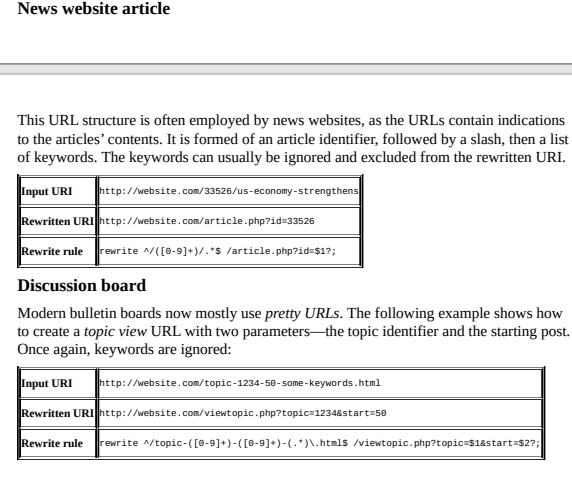 News website article
This URL structure is often employed by news websites, as the URLs contain indications
to the articles’ contents. It is formed of an article identifier, followed by a slash, then a list
of keywords. The keywords can usually be ignored and excluded from the rewritten URI.
Input URI http://website.com/33526/us-economy-strengthens
Rewritten URI http://website.com/article.php?id=33526
Rewrite rule rewrite ^/([0-9]+)/.*$ /article.php?id=$1?;
Discussion board
Modern bulletin boards now mostly use pretty URLs. The following example shows how
to create a topic view URL with two parameters—the topic identifier and the starting post.
Once again, keywords are ignored:
Input URI http://website.com/topic-1234-50-some-keywords.html
Rewritten URI http://website.com/viewtopic.php?topic=1234&start=50
Rewrite rule rewrite ^/topic-([0-9]+)-([0-9]+)-(.*)\.html$ /viewtopic.php?topic=$1&start=$2?;